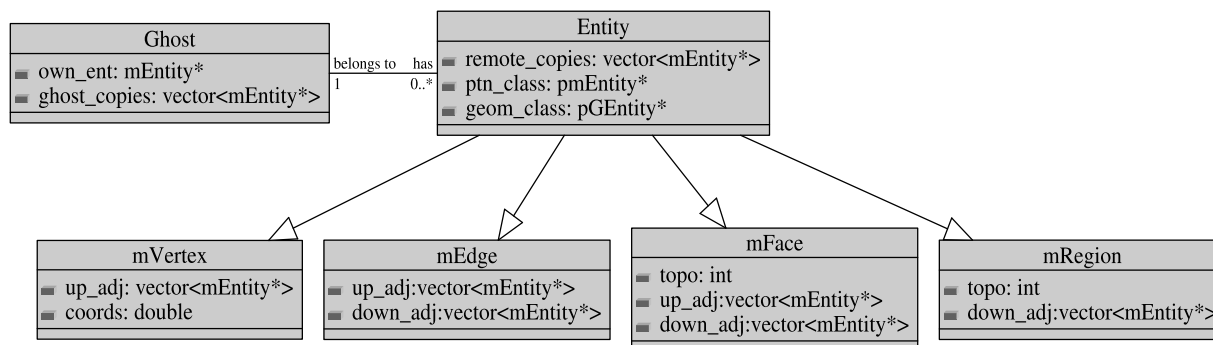 Ghost
own_ent: mEntity*
ghost_copies: vector<mEntity*>
belongs to has
1 0..*
Entity
remote_copies: vector<mEntity*>
ptn_class: pmEntity*
geom_class: pGEntity*
mVertex
up_adj: vector<mEntity*>
coords: double
mEdge
up_adj:vector<mEntity*>
down_adj:vector<mEntity*>
mFace
topo: int
up_adj:vector<mEntity*>
down_adj:vector<mEntity*>
mRegion
topo: int
down_adj:vector<mEntity*>